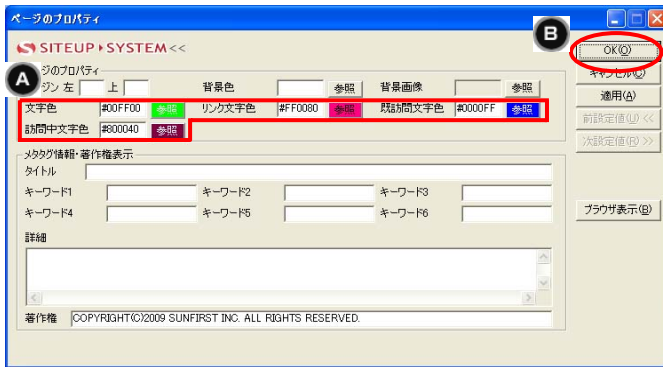 ページのプロパティ
B
SITEUP▶SYSTEM<<
OK(O)
A
ジのプロパティ
キャンセル(C)
ジン 左 上 背景色 参照 背景画像 参照
適用(A)
文字色 #00FF00 参照 リンク文字色 #FF0080 参照 既訪問文字色 #0000FF 参照
前設定値(U) <<
訪問中文字色 #800040 参照
次設定値(R) >>
メタタグ情報・著作権表示
タイトル
キーワード1 キーワード2 キーワード3
キーワード4 キーワード5 キーワード6
ブラウザ表示(B)
詳細
著作権 COPYRIGHT(C)2009 SUNFIRST INC. ALL RIGHTS RESERVED.